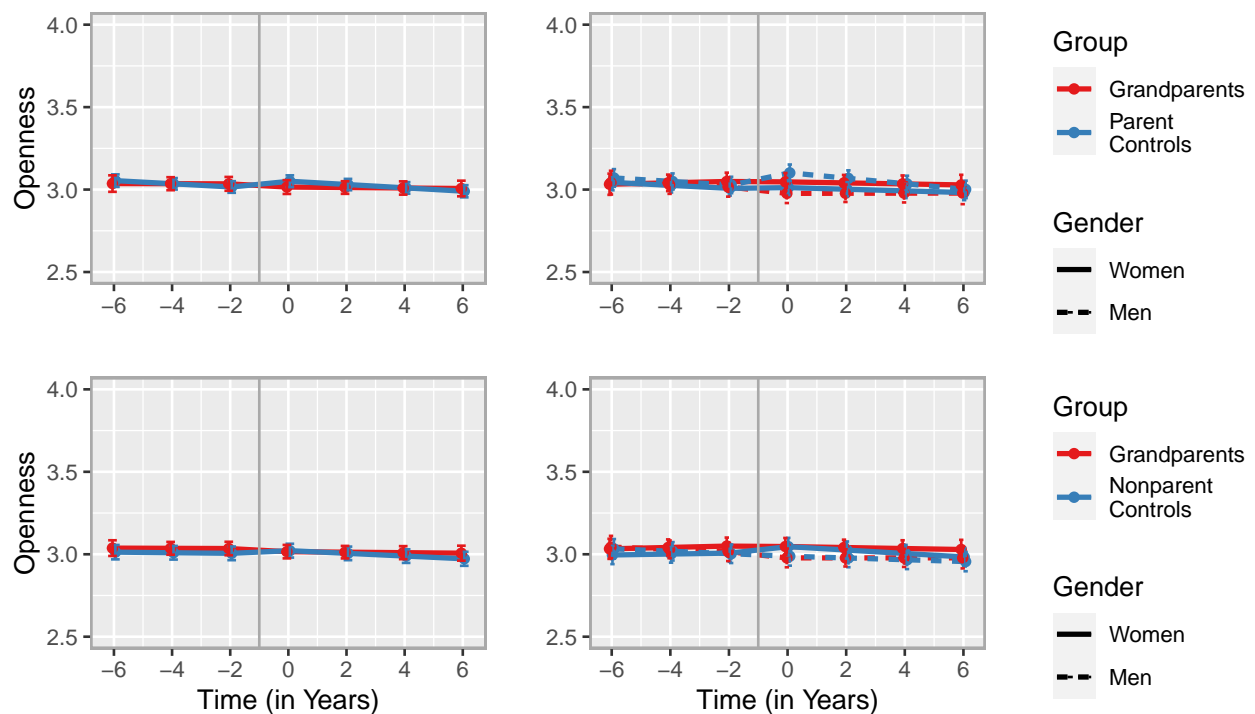 4.0
3.5
3.0
2.5
Openness
−6 −4 −2 0 2 4 6
4.0
3.5
3.0
2.5
−6 −4 −2 0 2 4 6
Group
Grandparents
Parent
Controls
Gender
Women
Men
4.0
3.5
3.0
2.5
Openness
−6 −4 −2 0 2 4 6
Time (in Years)
4.0
3.5
3.0
2.5
−6 −4 −2 0 2 4 6
Time (in Years)
Group
Grandparents
Nonparent
Controls
Gender
Women
Men